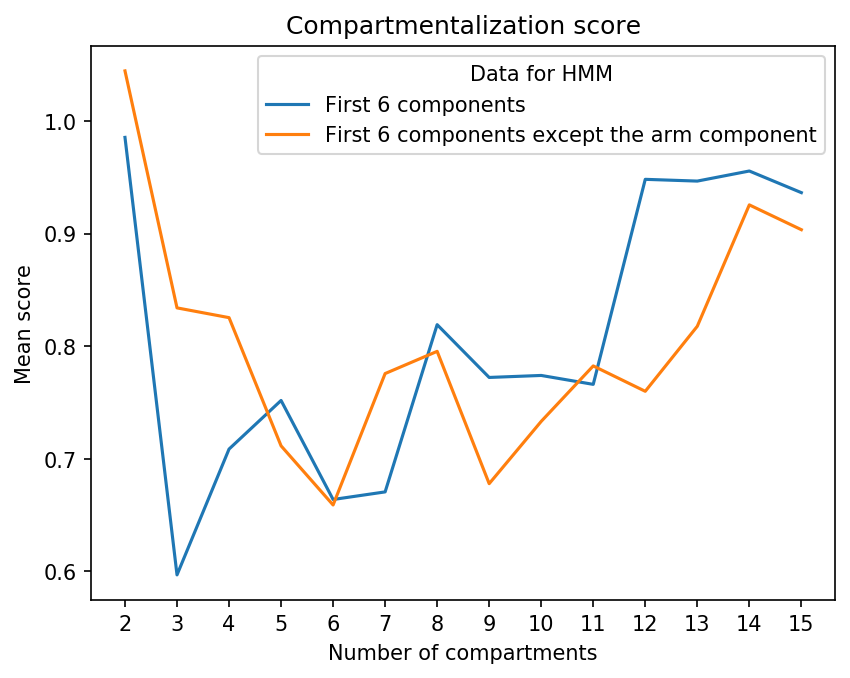 Compartmentalization score
Data for HMM
First 6 components
First 6 components except the arm component
Mean score
1.0
0.9
0.8
0.7
0.6
2 3 4 5 6 7 8 9 10 11 12 13 14 15
Number of compartments